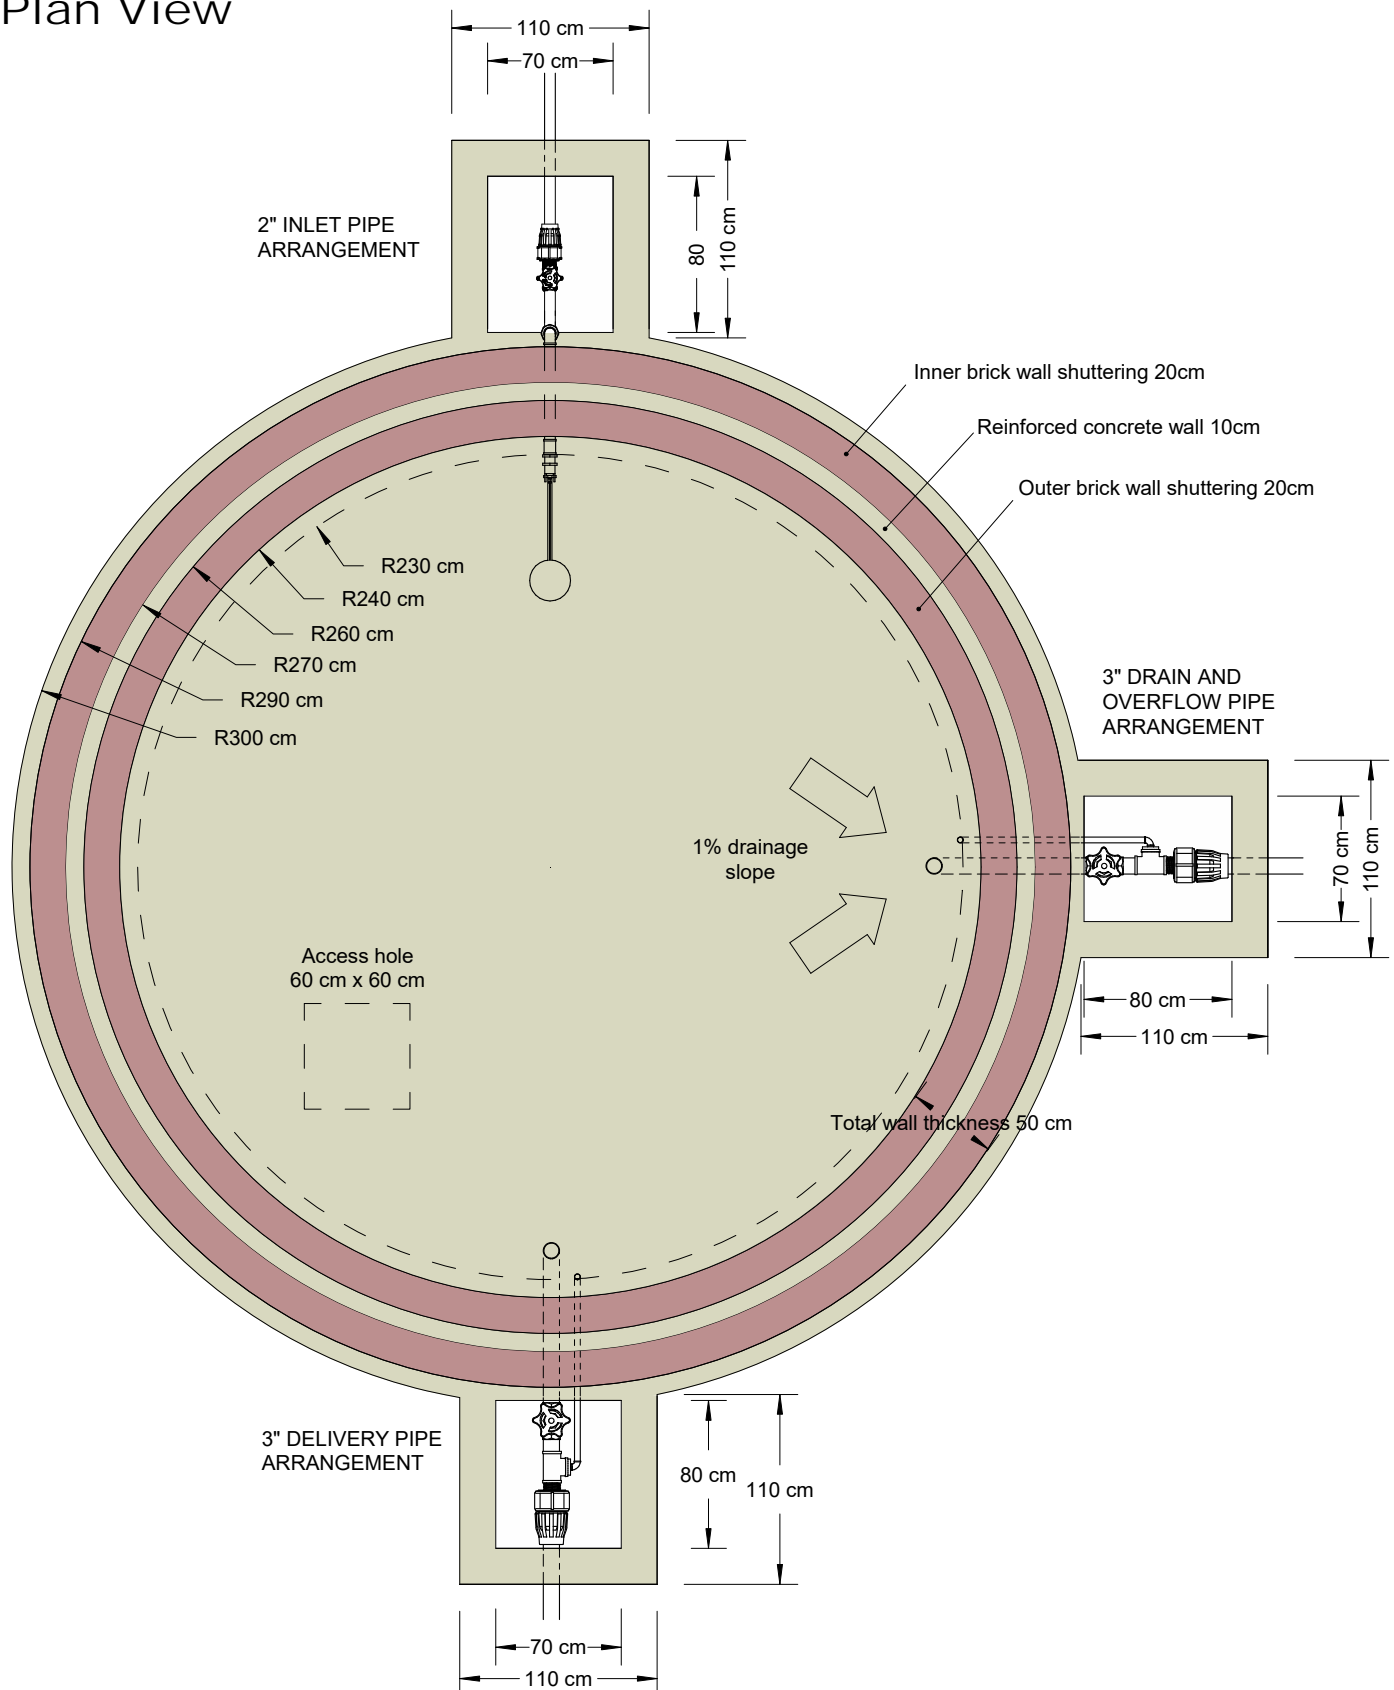 Plan View
110 cm
70 cm
2" INLET PIPE
ARRANGEMENT
80
110 cm
Inner brick wall shuttering 20cm
Reinforced concrete wall 10cm
Outer brick wall shuttering 20cm
R230 cm
R240 cm
R260 cm
R270 cm
R290 cm
R300 cm
3" DRAIN AND
OVERFLOW PIPE
ARRANGEMENT
1% drainage
slope
70 cm
110 cm
Access hole
60 cm x 60 cm
80 cm
110 cm
Total wall thickness 50 cm
3" DELIVERY PIPE
ARRANGEMENT
80 cm
110 cm
70 cm
110 cm